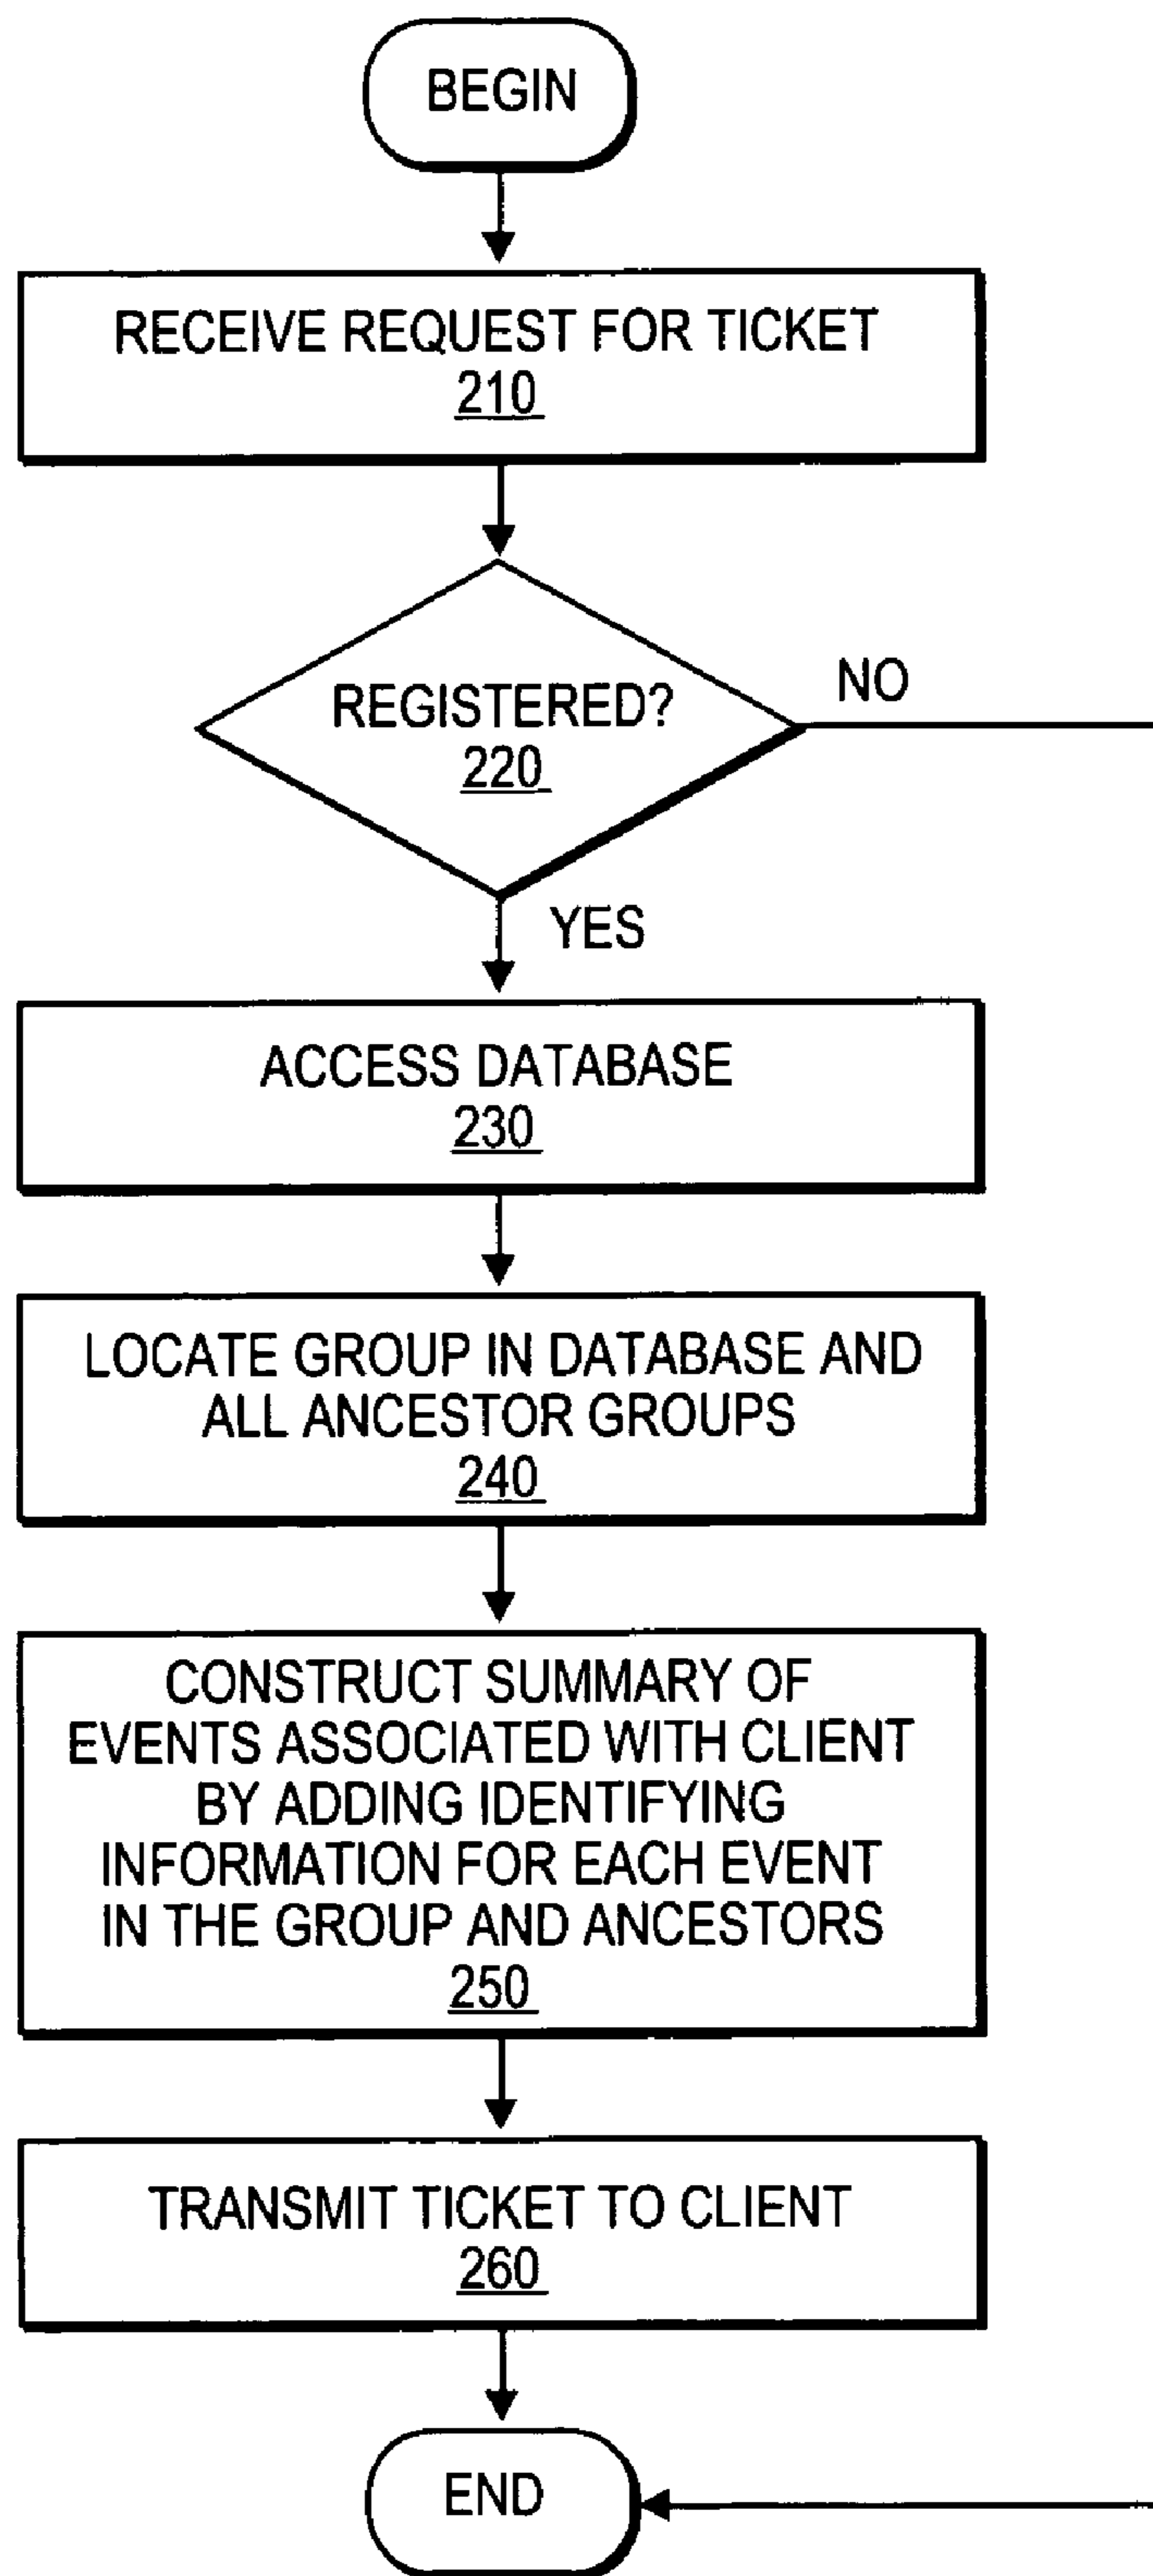 BEGIN
RECEIVE REQUEST FOR TICKET
210
REGISTERED?
220
NO
YES
ACCESS DATABASE
230
LOCATE GROUP IN DATABASE AND
ALL ANCESTOR GROUPS
240
CONSTRUCT SUMMARY OF
EVENTS ASSOCIATED WITH CLIENT
BY ADDING IDENTIFYING
INFORMATION FOR EACH EVENT
IN THE GROUP AND ANCESTORS
250
TRANSMIT TICKET TO CLIENT
260
END